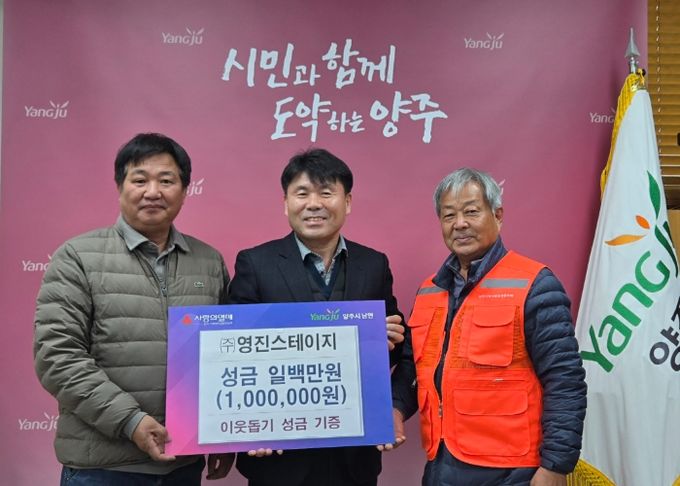 YangJu
YangJu
시민과 함께
도약하는 양주
YangJu
YangJu
YangJu
YangJu
YangJu
사랑의열매
YangJu 양주시 남면
㈜영진스테이지
성금 일백만원
(1,000,000원)
이웃돕기 성금 기증
YangJu
양